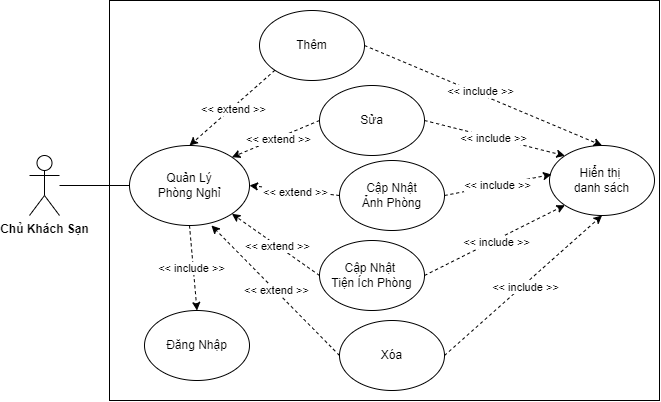 Thêm
<< extend >>
<< include >>
Sửa
<< extend >>
<< include >>
Quản Lý
Phòng Nghỉ
Hiển thị
danh sách
Cập Nhật
Ảnh Phòng
<< extend >>
<< include >>
Chủ Khách Sạn
<< extend >>
<< include >>
<< include >>
Cập Nhật
Tiện Ích Phòng
<< extend >>
<< include >>
Đăng Nhập
Xóa